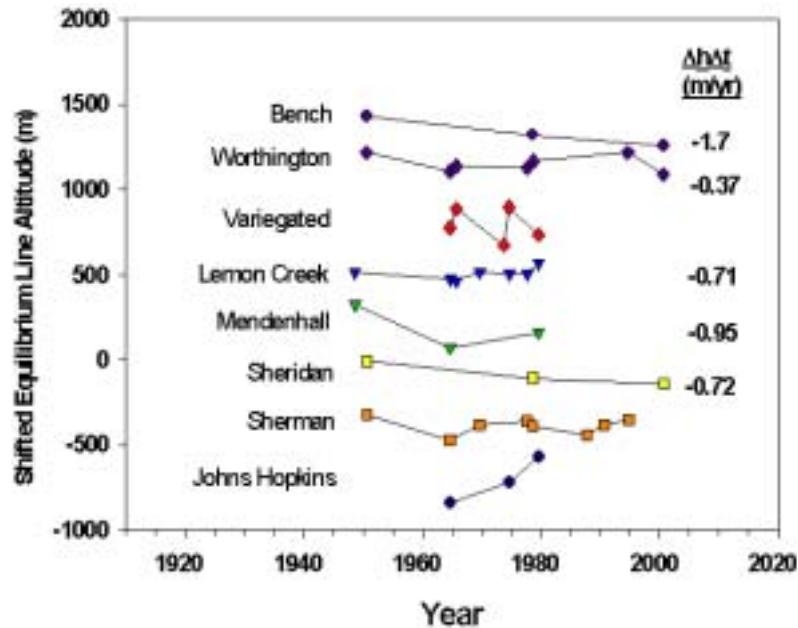 2000
ΔhΔt
(m/yr)
1500
Bench
-1.7
Worthington
1000
-0.37
Variegated
500
Lemon Creek
-0.71
Mendenhall
-0.95
0
Sheridan
-0.72
Sherman
-500
Johns Hopkins
-1000
Shifted Equilibrium Line Altitude (m)
1920 1940 1960 1980 2000 2020
Year